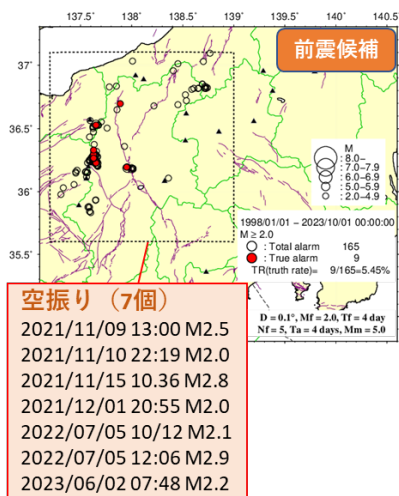 137.5° 138° 138.5° 139° 139.5° 140° 140.6
前震候補
37°
36.5°
36°
35.5°
M
8.0–
7.0–7.9
6.0–6.9
5.0–5.9
2.0–4.9
1998/01/01 – 2023/10/01 00:00:00
M ≥ 2.0
: Total alarm 165
: True alarm 9
TR(truth rate)= 9/165=5.45%
D = 0.1°, Mf = 2.0, Tf = 4 day
Nf = 5, Ta = 4 days, Mm = 5.0
空振り（7個）
2021/11/09 13:00 M2.5
2021/11/10 22:19 M2.0
2021/11/15 10.36 M2.8
2021/12/01 20:55 M2.0
2022/07/05 10/12 M2.1
2022/07/05 12:06 M2.9
2023/06/02 07:48 M2.2